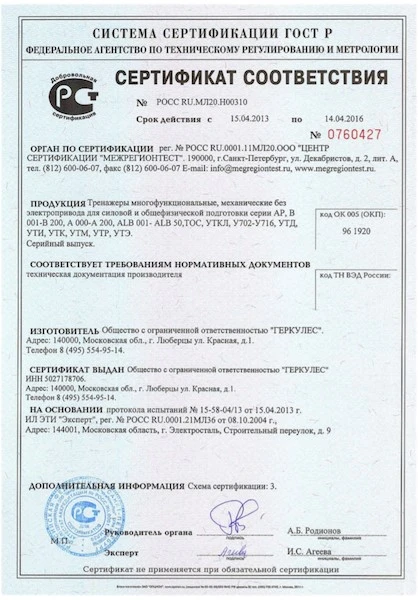 СИСТЕМА СЕРТИФИКАЦИИ ГОСТ Р
ФЕДЕРАЛЬНОЕ АГЕНТСТВО ПО ТЕХНИЧЕСКОМУ РЕГУЛИРОВАНИЮ И МЕТРОЛОГИИ
Добровольная
сертификация
СЕРТИФИКАТ СООТВЕТСТВИЯ
№ РОСС RU.МЛ20.Н00310
Срок действия с 15.04.2013 по 14.04.2016
№ 0760427
ОРГАН ПО СЕРТИФИКАЦИИ рег. № РОСС RU.0001.11МЛ20.ООО "ЦЕНТР
СЕРТИФИКАЦИИ "МЕЖРЕГИОНТЕСТ". 190000, г.Санкт-Петербург, ул. Декабристов, д. 2, лит. А,
тел. (812) 600-06-07, факс (812) 600-06-07 E-mail: info@megregiontest.ru, www.megregiontest.ru.
ПРОДУКЦИЯ Тренажеры многофункциональные, механические без
электропривода для силовой и общефизической подготовки серии АР, В
001-В 200, А 000-А 200, ALB 001- ALB 50,ТОС, УТКЛ, У702-У716, УТД,
УТИ, УТК, УТМ, УТР, УТЭ.
Серийный выпуск.
код ОК 005 (ОКП):
96 1920
СООТВЕТСТВУЕТ ТРЕБОВАНИЯМ НОРМАТИВНЫХ ДОКУМЕНТОВ
техническая документация производителя
код ТН ВЭД России:
ИЗГОТОВИТЕЛЬ Общество с ограниченной ответственностью "ГЕРКУЛЕС".
Адрес: 140000, Московская обл., г. Люберцы ул. Красная, д.1.
Телефон 8 (495) 554-95-14.
СЕРТИФИКАТ ВЫДАН Общество с ограниченной ответственностью "ГЕРКУЛЕС"
ИНН 5027178706.
Адрес: 140000, Московская обл., г. Люберцы ул. Красная, д.1.
Телефон 8 (495) 554-95-14.
НА ОСНОВАНИИ протокола испытаний № 15-58-04/13 от 15.04.2013 г.
ИЛ ЭТИ "Эксперт", рег. № РОСС RU.0001.21МЛ36 от 08.10.2004 г.,
Адрес: 144001, Московская область, г. Электросталь, Строительный переулок, д. 9
ДОПОЛНИТЕЛЬНАЯ ИНФОРМАЦИЯ Схема сертификации: 3.
М.П.
Руководитель органа
подпись
А.Б. Родионов
инициалы, фамилия
Эксперт
подпись
И.С. Агеева
инициалы, фамилия
Сертификат не применяется при обязательной сертификации